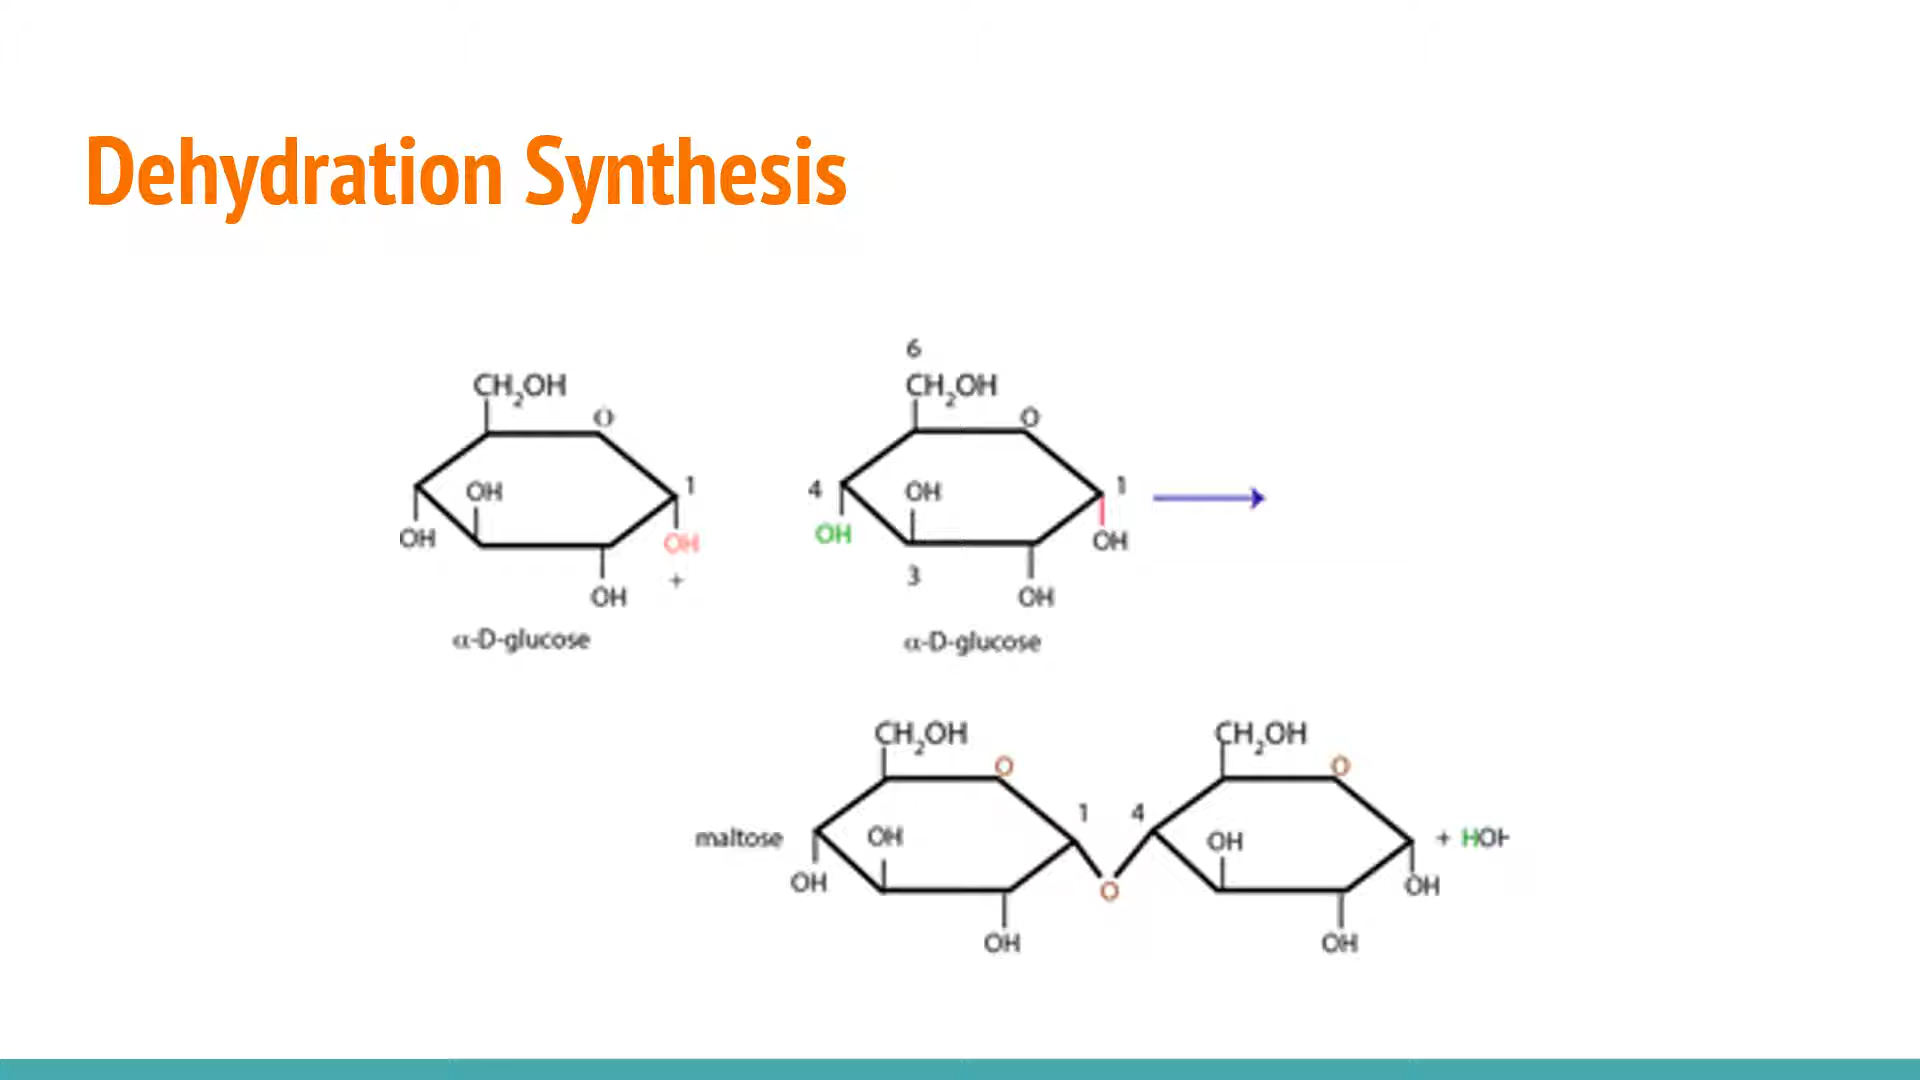 Dehydration Synthesis
6
CH2OH
CH2OH
O
O
OH
1
4
OH
1
OH
OH
OH
OH
+
3
OH
OH
α-D-glucose
α-D-glucose
CH2OH
CH2OH
O
O
1
4
maltose
OH
OH
+ HOH
OH
O
OH
OH
OH